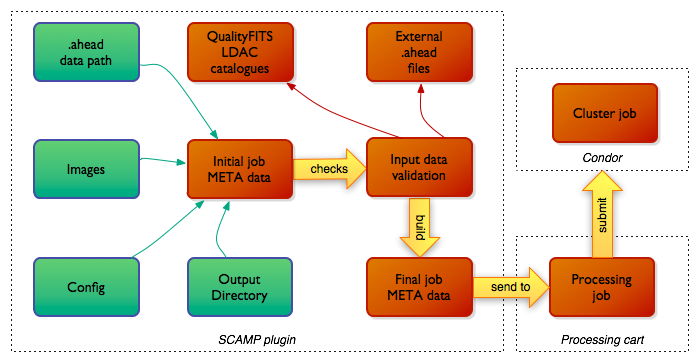 .ahead
data path
QualityFITS
LDAC
catalogues
External
.ahead
files
Cluster job
Condor
Images
Initial job
META data
checks
Input data
validation
build
submit
Config
Output
Directory
Final job
META data
send to
Processing
job
SCAMP plugin
Processing cart